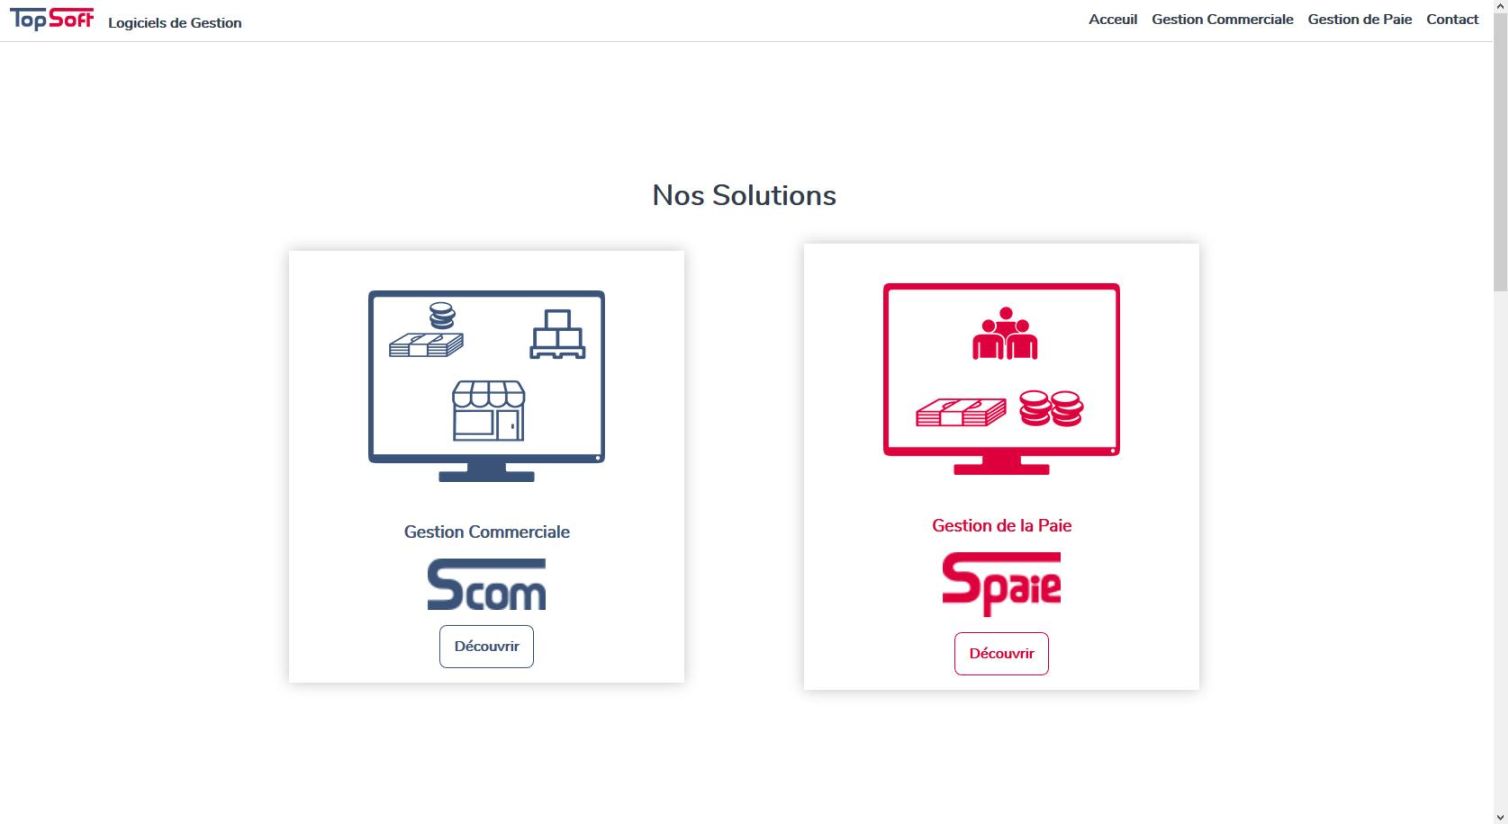 TopSoft Logiciels de Gestion
Acceuil Gestion Commerciale Gestion de Paie Contact
Nos Solutions
Gestion Commerciale
Scom
Découvrir
Gestion de la Paie
Spaie
Découvrir